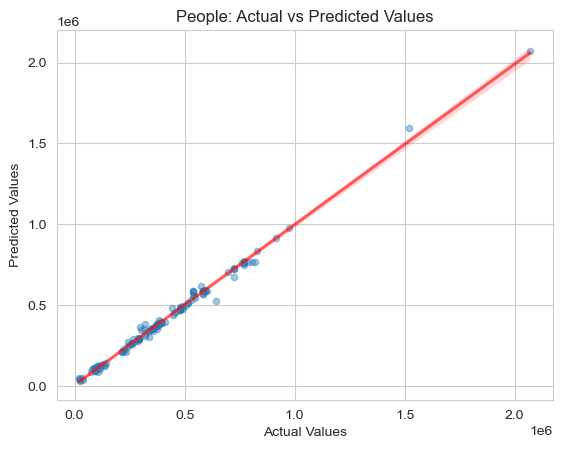 People: Actual vs Predicted Values
1e6
2.0
1.5
1.0
0.5
0.0
Predicted Values
0.0 0.5 1.0 1.5 2.0
Actual Values
1e6